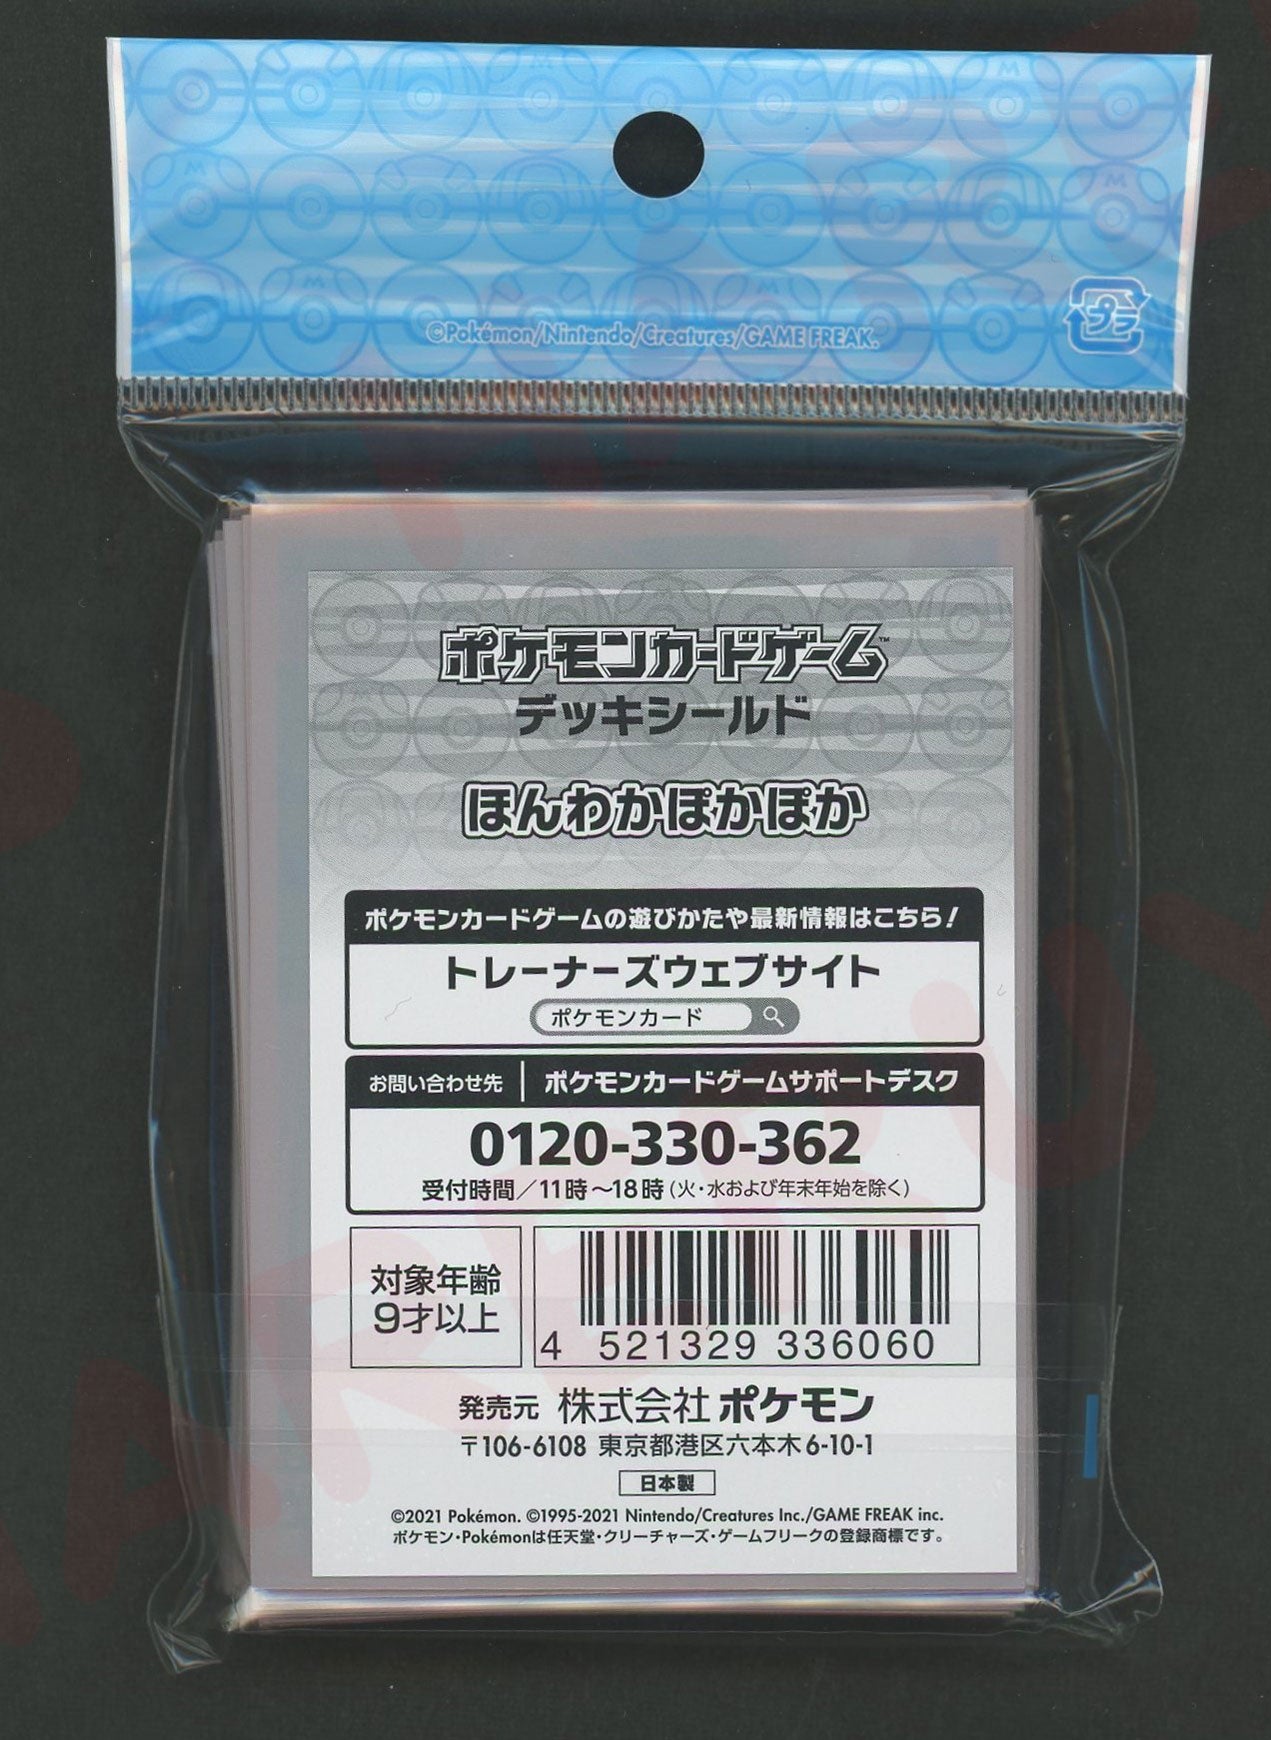 ©Pokémon/Nintendo/Creatures/GAME FREAK.
プラ
ポケモンカードゲーム™
デッキシールド
ほんわかぽかぽか
ポケモンカードゲームの遊びかたや最新情報はこちら!
トレーナーズウェブサイト
ポケモンカード
お問い合わせ先 ポケモンカードゲームサポートデスク
0120-330-362
受付時間/11時~18時(火・水および年末年始を除く)
対象年齢
9才以上
4 521329 336060
発売元 株式会社ポケモン
〒106-6108 東京都港区六本木6-10-1
日本製
©2021 Pokémon. ©1995-2021 Nintendo/Creatures Inc./GAME FREAK inc.
ポケモン・Pokémonは任天堂・クリーチャーズ・ゲームフリークの登録商標です。